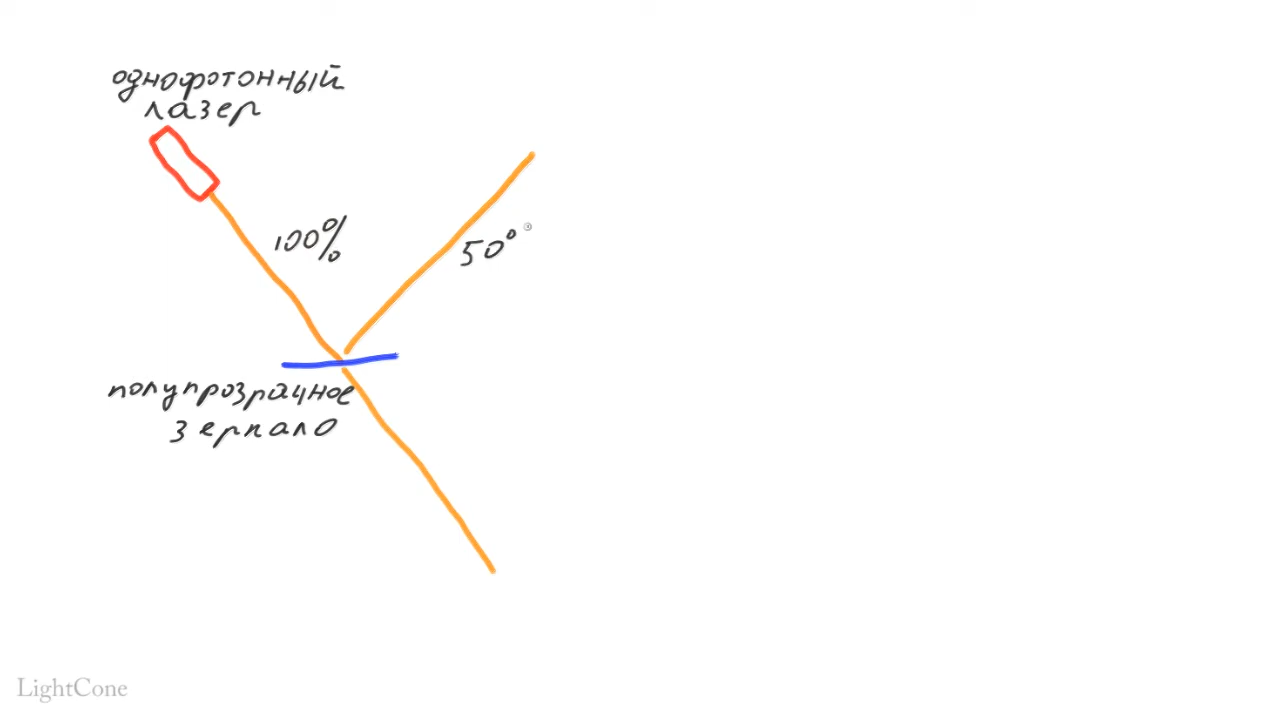 однофотонный
лазер
100%
50°
полупрозрачное
зеркало
LightCone